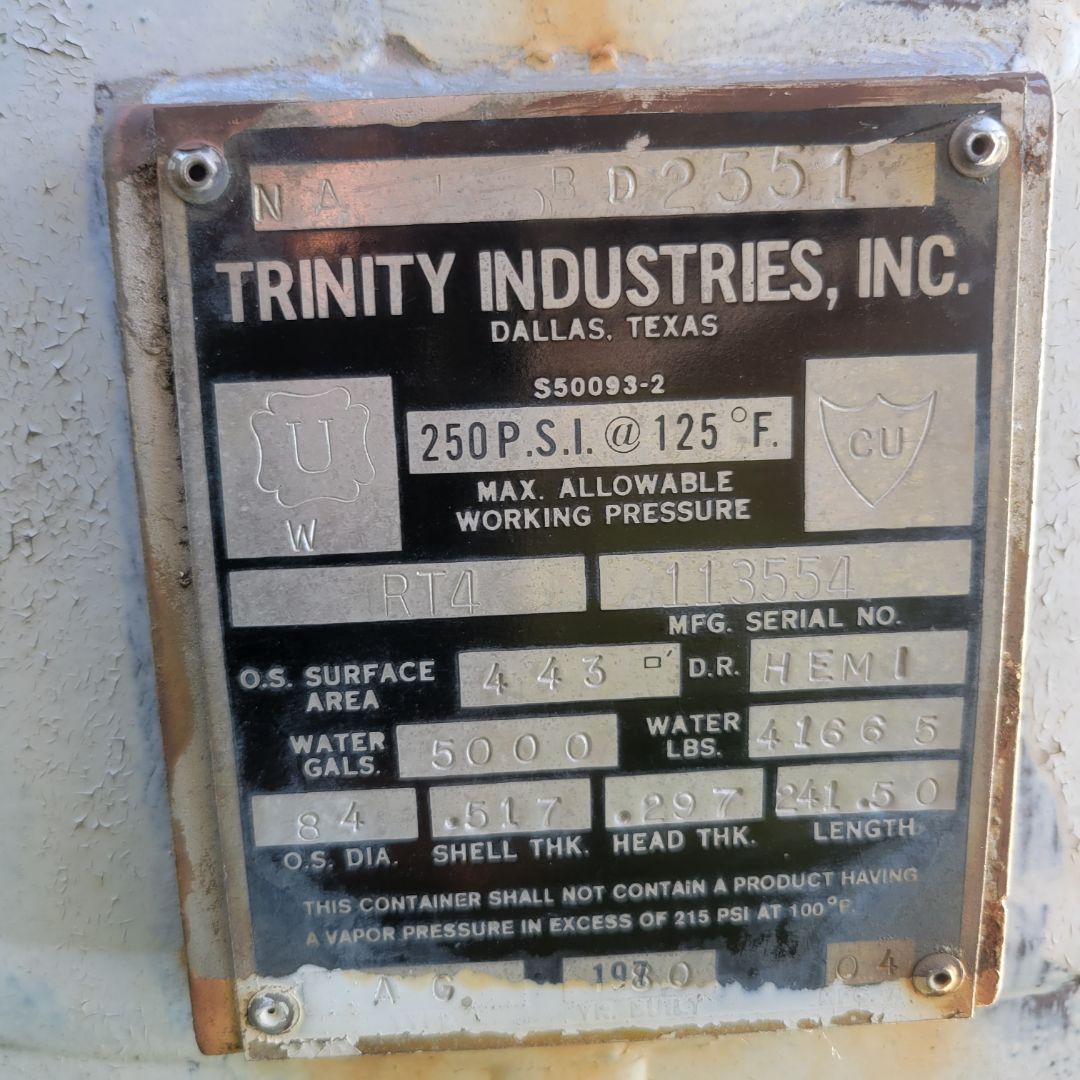 NA BD2551
TRINITY INDUSTRIES, INC.
DALLAS, TEXAS
S50093-2
U
W
250 P.S.I. @ 125 °F.
CU
MAX. ALLOWABLE
WORKING PRESSURE
RT4
113554
MFG. SERIAL NO.
O.S. SURFACE
AREA
443 □'
D.R.
HEMI
WATER
GALS.
5000
WATER
LBS.
41665
84
.517
.297
241.50
O.S. DIA.
SHELL THK.
HEAD THK.
LENGTH
THIS CONTAINER SHALL NOT CONTAIN A PRODUCT HAVING
A VAPOR PRESSURE IN EXCESS OF 215 PSI AT 100°F.
A G.
1980
04
YR. BUILT